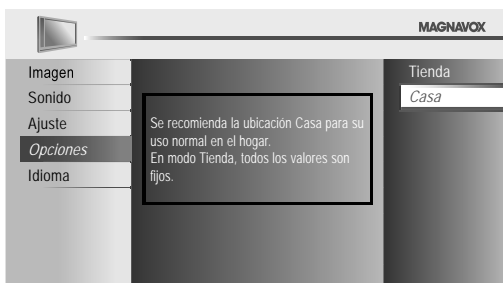 MAGNAVOX
Imagen
Sonido
Ajuste
Opciones
Idioma
Se recomienda la ubicación Casa para su
uso normal en el hogar.
En modo Tienda, todos los valores son
fijos.
Tienda
Casa